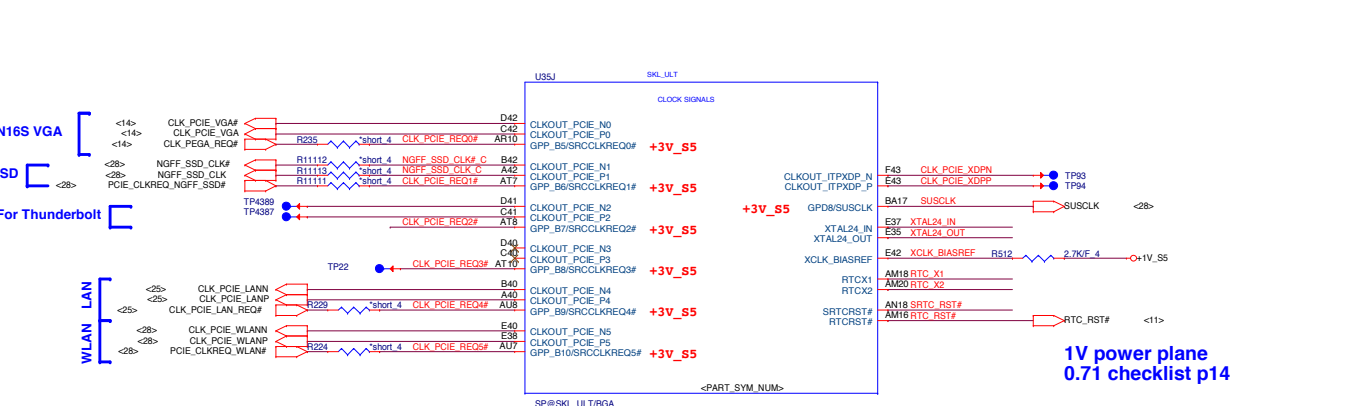 U35J
SKL_ULT
CLOCK SIGNALS
N16S VGA
<14> CLK_PCIE_VGA# D42 CLKOUT_PCIE_N0
<14> CLK_PCIE_VGA C42 CLKOUT_PCIE_P0
<14> CLK_PEGA_REQ# R235 *short_4 CLK_PCIE_REQ0# AR10 GPP_B5/SRCCLKREQ0# +3V_S5
SD
<28> NGFF_SSD_CLK# R11112 *short_4 NGFF_SSD_CLK#_C B42 CLKOUT_PCIE_N1
<28> NGFF_SSD_CLK R11113 *short_4 NGFF_SSD_CLK_C A42 CLKOUT_PCIE_P1
<28> PCIE_CLKREQ_NGFF_SSD# R11111 *short_4 CLK_PCIE_REQ1# AT7 GPP_B6/SRCCLKREQ1# +3V_S5
For Thunderbolt
TP4389 D41 CLKOUT_PCIE_N2
TP4387 C41 CLKOUT_PCIE_P2
CLK_PCIE_REQ2# AT8 GPP_B7/SRCCLKREQ2# +3V_S5
D40 CLKOUT_PCIE_N3
C40 CLKOUT_PCIE_P3
TP22 CLK_PCIE_REQ3# AT10 GPP_B8/SRCCLKREQ3# +3V_S5
LAN
<25> CLK_PCIE_LANN B40 CLKOUT_PCIE_N4
<25> CLK_PCIE_LANP A40 CLKOUT_PCIE_P4
<25> CLK_PCIE_LAN_REQ# R229 *short_4 CLK_PCIE_REQ4# AU8 GPP_B9/SRCCLKREQ4# +3V_S5
WLAN
<28> CLK_PCIE_WLANN E40 CLKOUT_PCIE_N5
<28> CLK_PCIE_WLANP E38 CLKOUT_PCIE_P5
<28> PCIE_CLKREQ_WLAN# R224 *short_4 CLK_PCIE_REQ5# AU7 GPP_B10/SRCCLKREQ5# +3V_S5
CLKOUT_ITPXDP_N F43 CLK_PCIE_XDPN TP93
CLKOUT_ITPXDP_P E43 CLK_PCIE_XDPP TP94
+3V_S5 GPD8/SUSCLK BA17 SUSCLK SUSCLK <28>
XTAL24_IN E37 XTAL24_IN
XTAL24_OUT E35 XTAL24_OUT
XCLK_BIASREF E42 XCLK_BIASREF R512 2.7K/F_4 +1V_S5
RTCX1 AM18 RTC_X1
RTCX2 AM20 RTC_X2
SRTCRST# AN18 SRTC_RST#
RTCRST# AM16 RTC_RST# RTC_RST# <11>
1V power plane
0.71 checklist p14
<PART_SYM_NUM>
SP@SKL_ULT/BGA